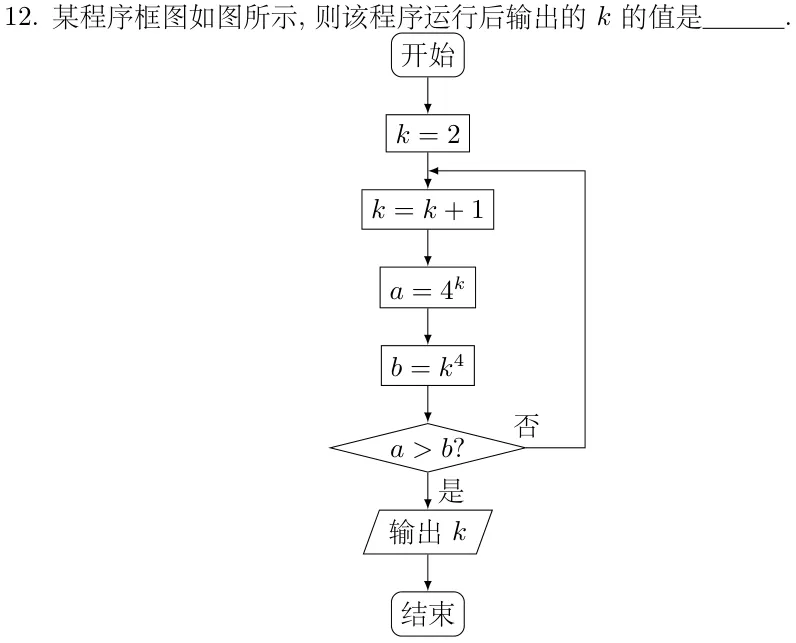 12. 某程序框图如图所示, 则该程序运行后输出的 k 的值是______.
开始
k = 2
k = k + 1
a = 4^k
b = k^4
否
a > b?
是
输出 k
结束